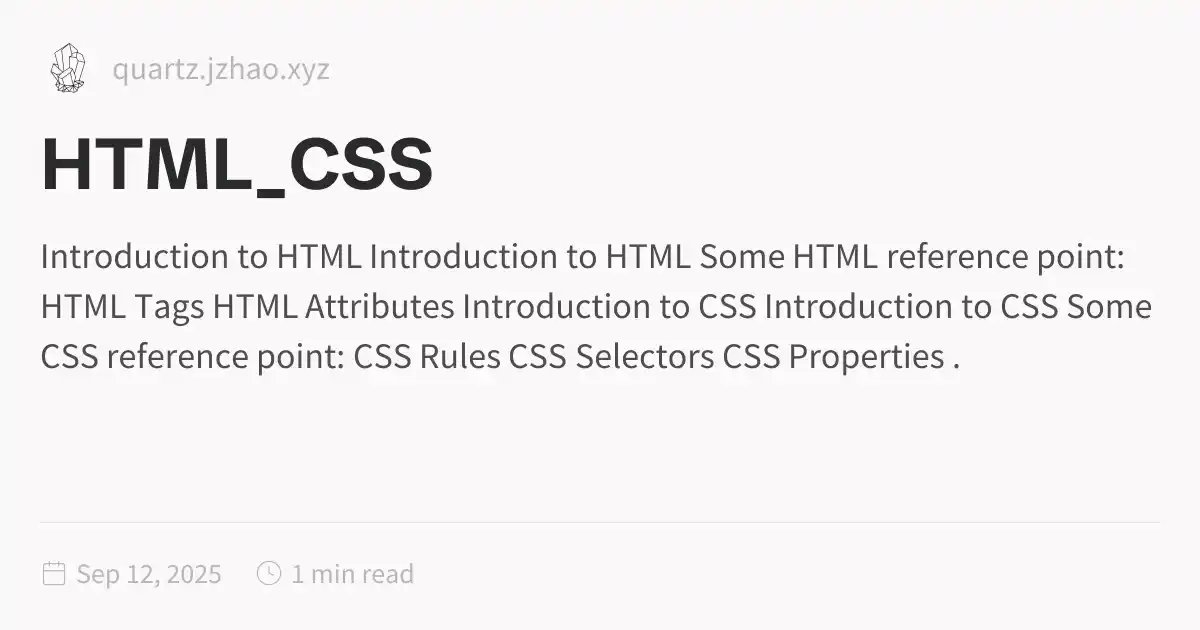 quartz.jzhao.xyz
HTML_CSS
Introduction to HTML Introduction to HTML Some HTML reference point:
HTML Tags HTML Attributes Introduction to CSS Introduction to CSS Some
CSS reference point: CSS Rules CSS Selectors CSS Properties .
Sep 12, 2025 1 min read